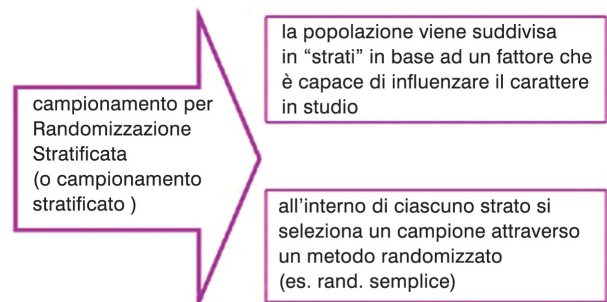 campionamento per
Randomizzazione
Stratificata
(o campionamento
stratificato )
la popolazione viene suddivisa
in “strati” in base ad un fattore che
è capace di influenzare il carattere
in studio
all’interno di ciascuno strato si
seleziona un campione attraverso
un metodo randomizzato
(es. rand. semplice)